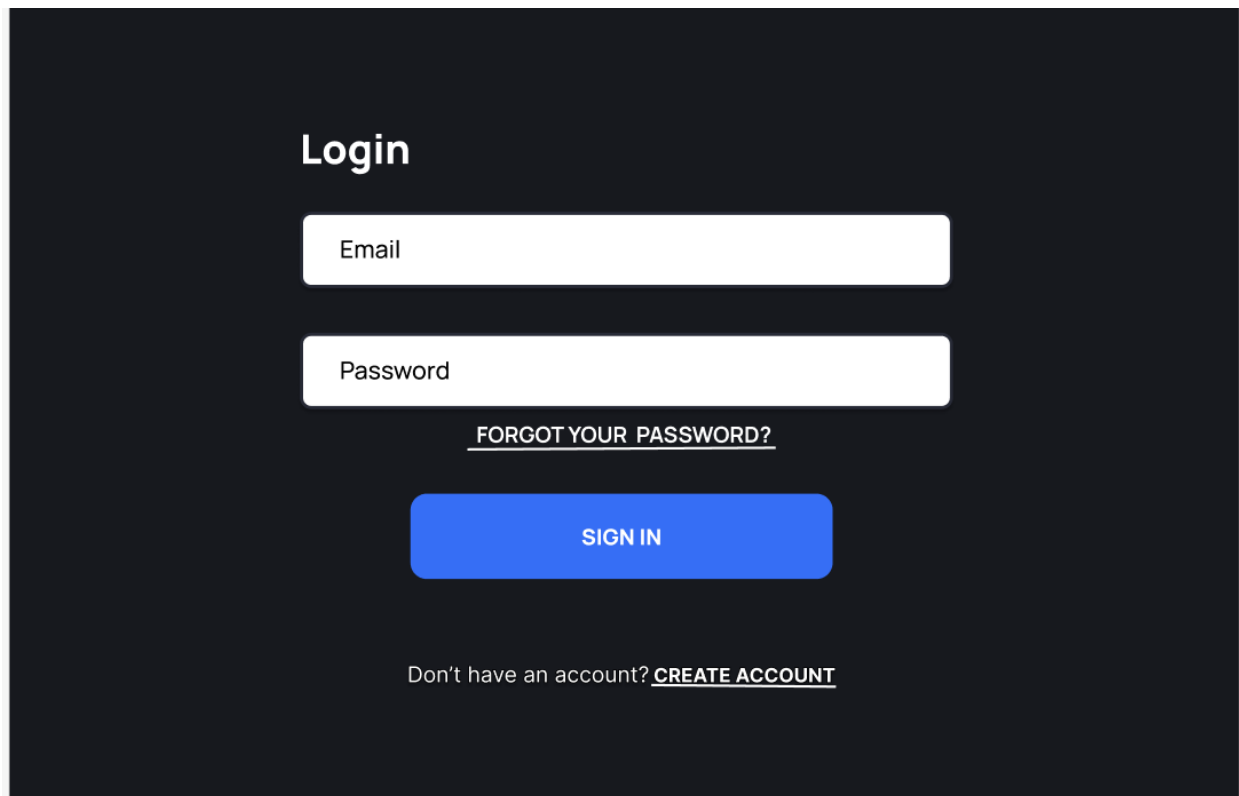 Login
Email
Password
FORGOT YOUR PASSWORD?
SIGN IN
Don’t have an account? CREATE ACCOUNT